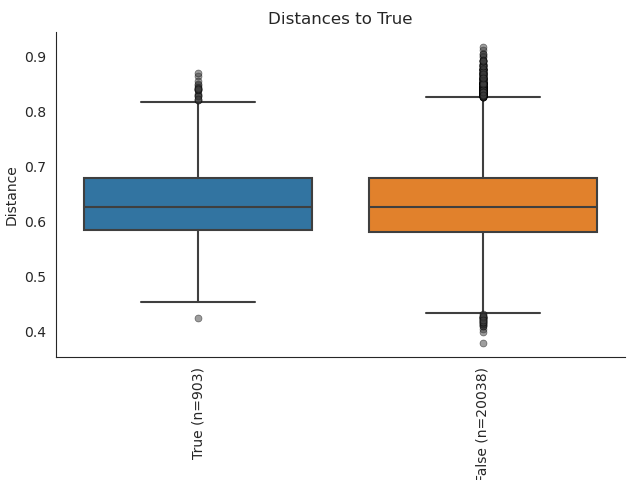 Distances to True
0.9
0.8
0.7
0.6
0.5
0.4
Distance
True (n=903)
False (n=20038)